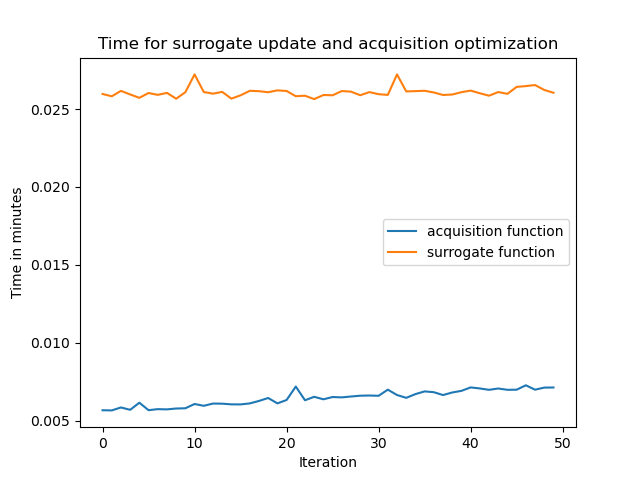 Time for surrogate update and acquisition optimization
0.025
0.020
0.015
0.010
0.005
Time in minutes
acquisition function
surrogate function
0 10 20 30 40 50
Iteration